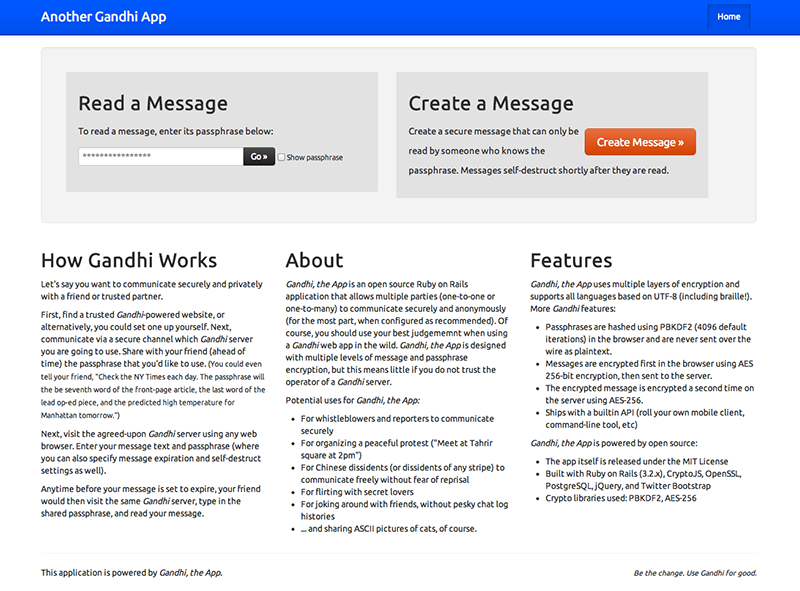 Another Gandhi App
Home
Read a Message
To read a message, enter its passphrase below:
****************
Go »
Show passphrase
Create a Message
Create a secure message that can only be
read by someone who knows the
passphrase. Messages self-destruct shortly after they are read.
Create Message »
How Gandhi Works
Let's say you want to communicate securely and privately
with a friend or trusted partner.
First, find a trusted Gandhi-powered website, or
alternatively, you could set one up yourself. Next,
communicate via a secure channel which Gandhi server
you are going to use. Share with your friend (ahead of
time) the passphrase that you'd like to use. (You could even
tell your friend, "Check the NY Times each day. The passphrase will
the be seventh word of the front-page article, the last word of the
lead op-ed piece, and the predicted high temperature for
Manhattan tomorrow.")
Next, visit the agreed-upon Gandhi server using any web
browser. Enter your message text and passphrase (where
you can also specify message expiration and self-destruct
settings as well).
Anytime before your message is set to expire, your friend
would then visit the same Gandhi server, type in the
shared passphrase, and read your message.
About
Gandhi, the App is an open source Ruby on Rails
application that allows multiple parties (one-to-one or
one-to-many) to communicate securely and anonymously
(for the most part, when configured as recommended). Of
course, you should use your best judgememnt when using
a Gandhi web app in the wild. Gandhi, the App is designed
with multiple levels of message and passphrase
encryption, but this means little if you do not trust the
operator of a Gandhi server.
Potential uses for Gandhi, the App:
• For whistleblowers and reporters to communicate
securely
• For organizing a peaceful protest ("Meet at Tahrir
square at 2pm")
• For Chinese dissidents (or dissidents of any stripe) to
communicate freely without fear of reprisal
• For flirting with secret lovers
• For joking around with friends, without pesky chat log
histories
• ... and sharing ASCII pictures of cats, of course.
Features
Gandhi, the App uses multiple layers of encryption and
supports all languages based on UTF-8 (including braille!).
More Gandhi features:
• Passphrases are hashed using PBKDF2 (4096 default
iterations) in the browser and are never sent over the
wire as plaintext.
• Messages are encrypted first in the browser using AES
256-bit encryption, then sent to the server.
• The encrypted message is encrypted a second time on
the server using AES-256.
• Ships with a builtin API (roll your own mobile client,
command-line tool, etc)
Gandhi, the App is powered by open source:
• The app itself is released under the MIT License
• Built with Ruby on Rails (3.2.x), CryptoJS, OpenSSL,
PostgreSQL, jQuery, and Twitter Bootstrap
• Crypto libraries used: PBKDF2, AES-256
This application is powered by Gandhi, the App.
Be the change. Use Gandhi for good.